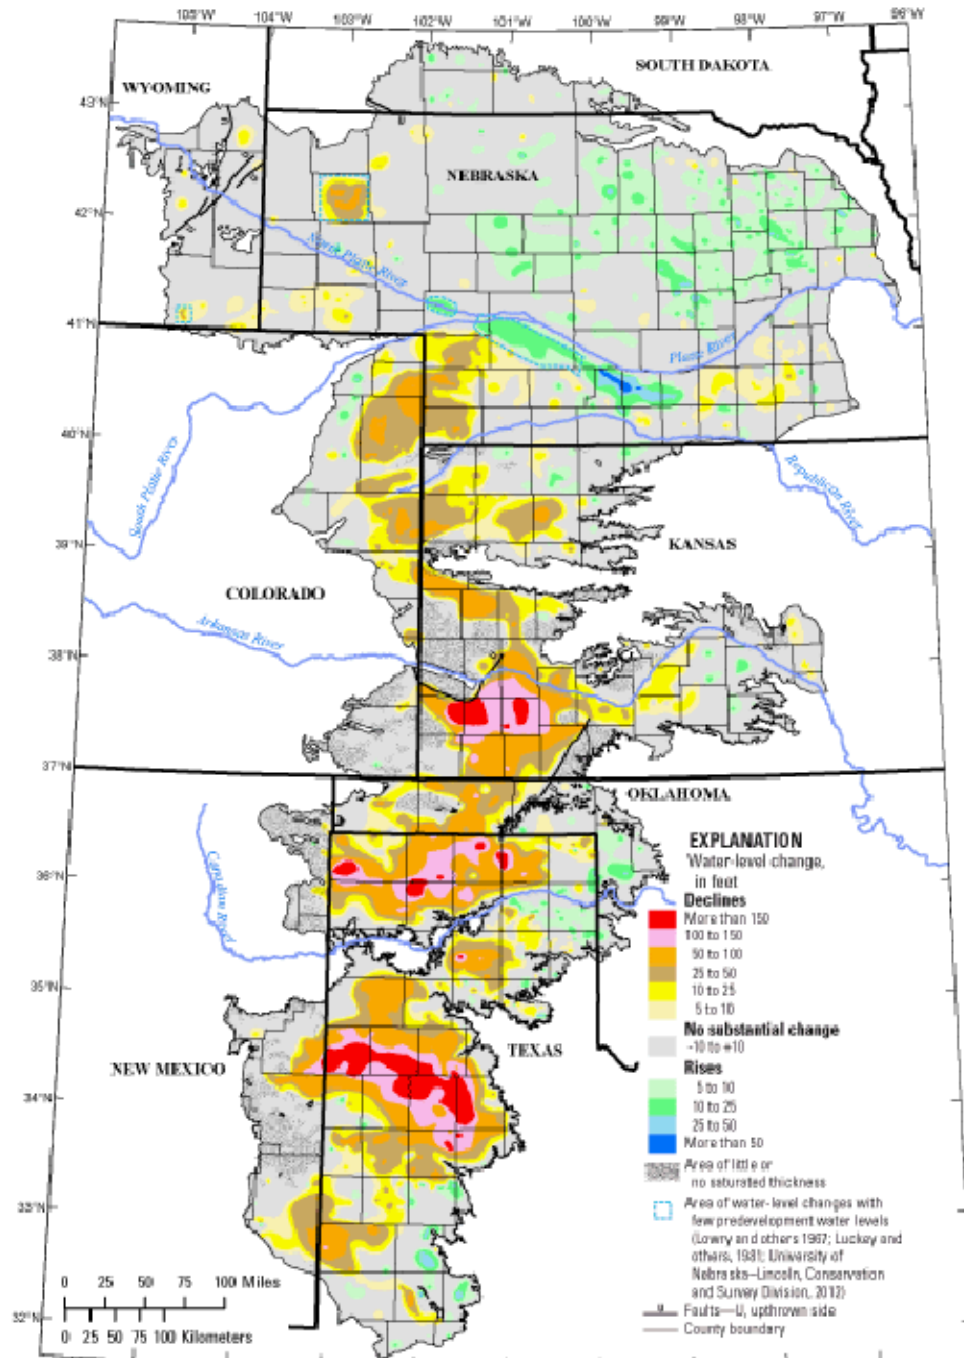 105°W 104°W 103°W 102°W 101°W 100°W 99°W 98°W 97°W 96°W
SOUTH DAKOTA
WYOMING
43°N
NEBRASKA
42°N
North Platte River
41°N
Platte River
40°N
South Platte River
Republican River
39°N
KANSAS
COLORADO
Arkansas River
38°N
37°N
OKLAHOMA
36°N
Canadian River
35°N
TEXAS
NEW MEXICO
34°N
33°N
32°N
EXPLANATION
Water-level change,
in feet
Declines
More than 150
100 to 150
50 to 100
25 to 50
10 to 25
5 to 10
No substantial change
-10 to +10
Rises
5 to 10
10 to 25
25 to 50
More than 50
Area of little or
no saturated thickness
Area of water-level changes with
few predevelopment water levels
(Lowry and others 1967; Luckey and
others, 1981; University of
Nebraska–Lincoln, Conservation
and Survey Division, 2012)
U Faults—U, upthrown side
County boundary
0 25 50 75 100 Miles
0 25 50 75 100 Kilometers